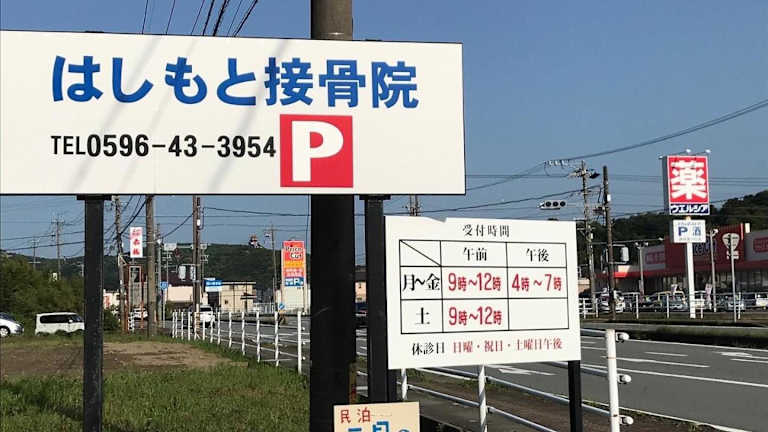 はしもと接骨院
TEL0596-43-3954
P
受付時間
午前 午後
月〜金 9時〜12時 4時〜7時
土 9時〜12時
休診日 日曜・祝日・土曜日午後
薬
ウエルシア
P 酒
民泊